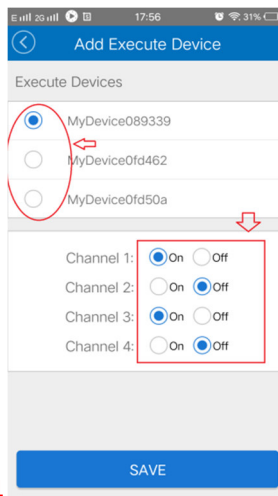 E 2G 17:56 31%
Add Execute Device
Execute Devices
MyDevice089339
MyDevice0fd462
MyDevice0fd50a
Channel 1: On Off
Channel 2: On Off
Channel 3: On Off
Channel 4: On Off
SAVE